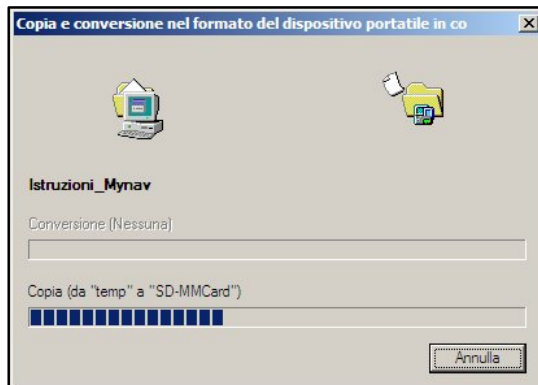 Copia e conversione nel formato del dispositivo portatile in co
Istruzioni_Mynav
Conversione (Nessuna)
Copia (da "temp" a "SD-MMCard")
Annulla